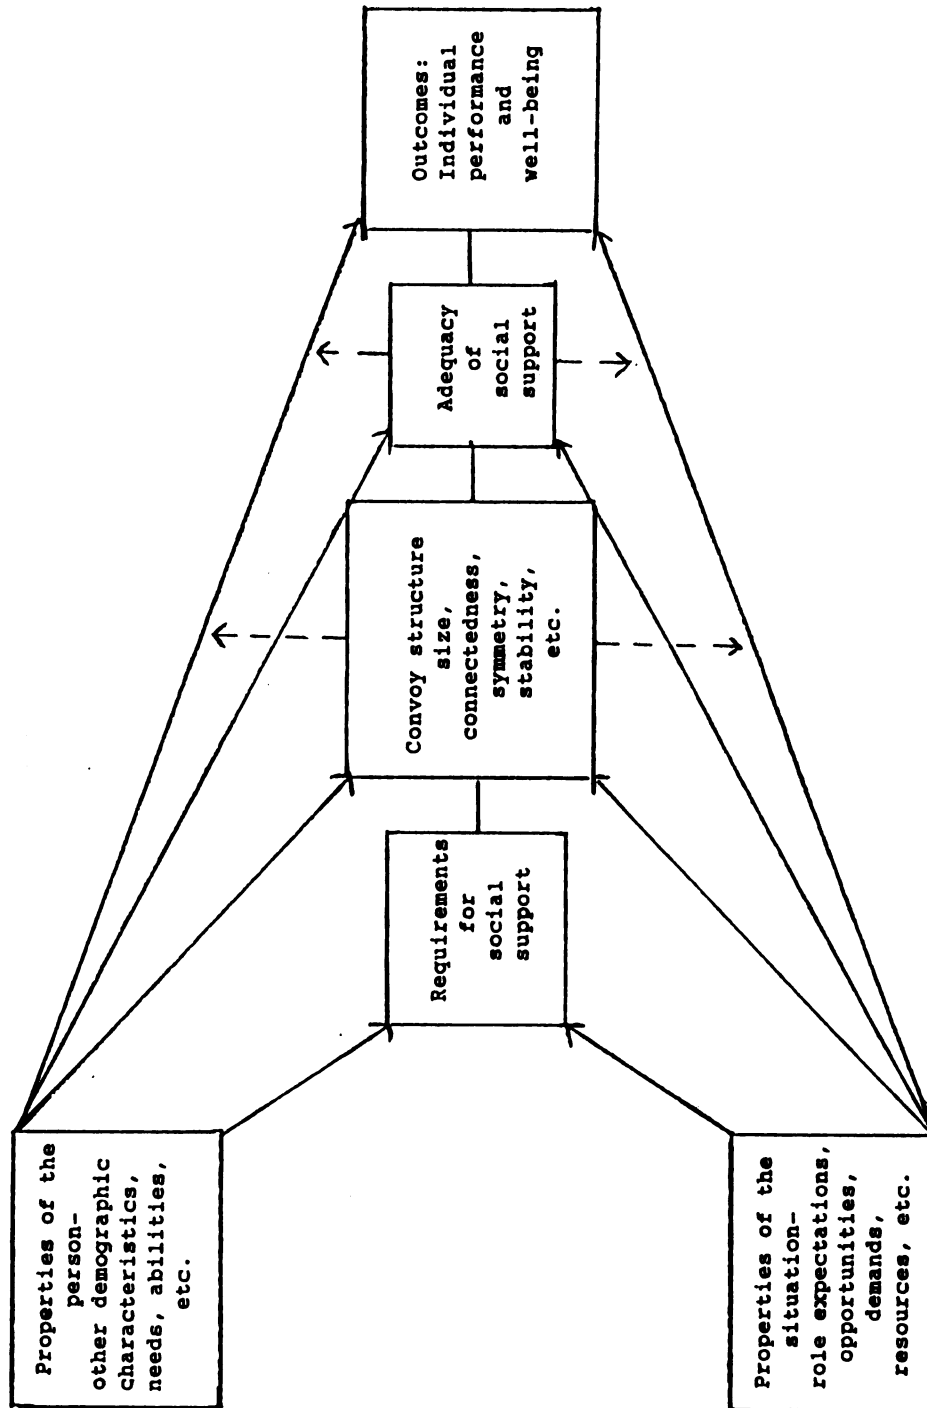 Properties of the
person-
other demographic
characteristics,
needs, abilities,
etc.
Properties of the
situation-
role expectations,
opportunities,
demands,
resources, etc.
Requirements
for
social
support
Convoy structure
size,
connectedness,
symmetry,
stability,
etc.
Adequacy
of
social
support
Outcomes:
Individual
performance
and
well-being